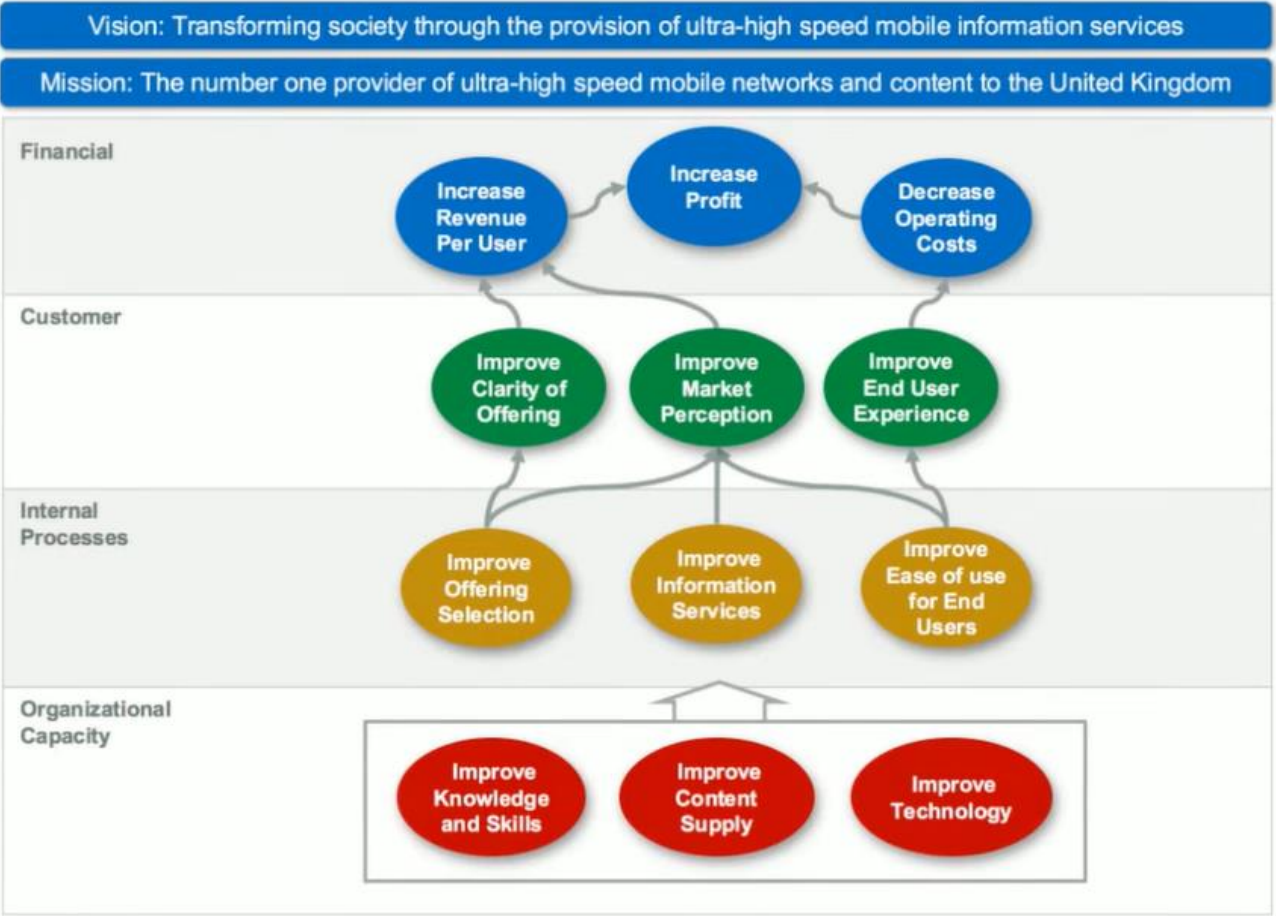 Vision: Transforming society through the provision of ultra-high speed mobile information services
Mission: The number one provider of ultra-high speed mobile networks and content to the United Kingdom
Financial
Increase
Revenue
Per User
Increase
Profit
Decrease
Operating
Costs
Customer
Improve
Clarity of
Offering
Improve
Market
Perception
Improve
End User
Experience
Internal
Processes
Improve
Offering
Selection
Improve
Information
Services
Improve
Ease of use
for End
Users
Organizational
Capacity
Improve
Knowledge
and Skills
Improve
Content
Supply
Improve
Technology